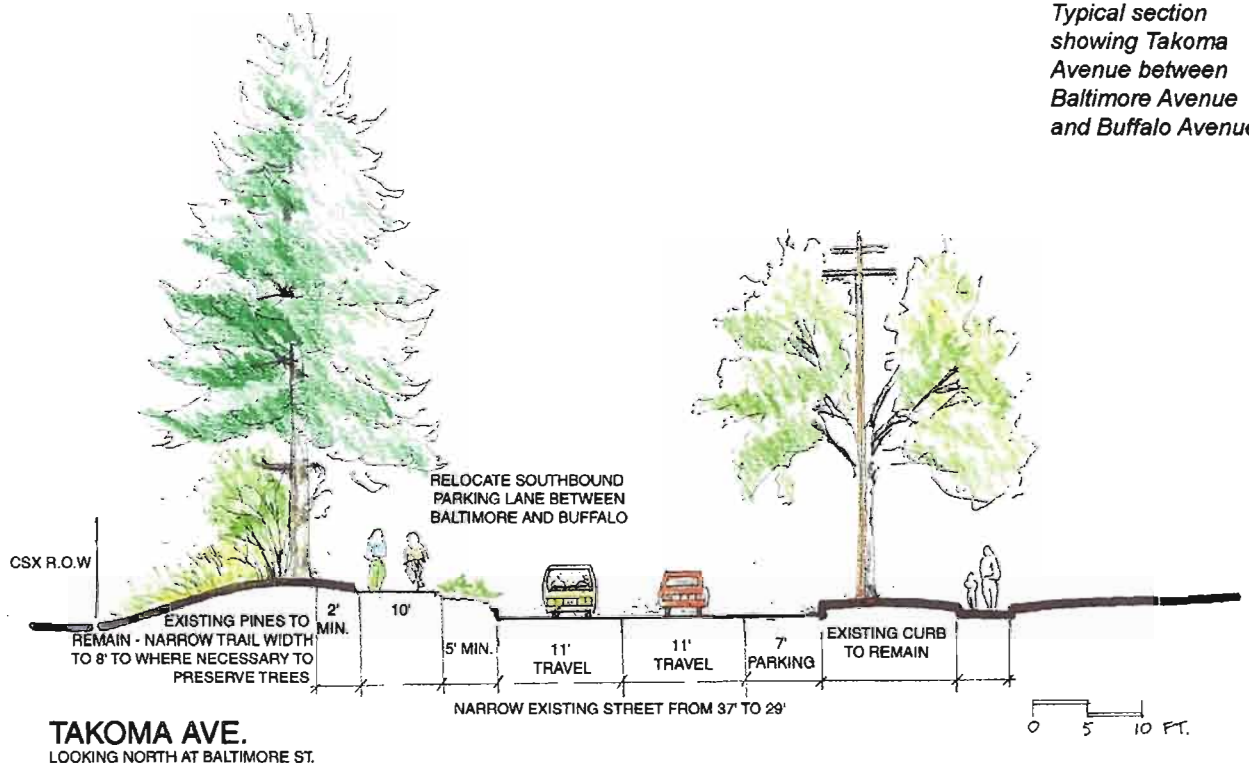 Typical section
showing Takoma
Avenue between
Baltimore Avenue
and Buffalo Avenue
RELOCATE SOUTHBOUND
PARKING LANE BETWEEN
BALTIMORE AND BUFFALO
CSX R.O.W
EXISTING PINES TO
REMAIN - NARROW TRAIL WIDTH
TO 8' TO WHERE NECESSARY TO
PRESERVE TREES
2'
MIN.
10'
5' MIN.
11'
TRAVEL
11'
TRAVEL
7'
PARKING
EXISTING CURB
TO REMAIN
NARROW EXISTING STREET FROM 37' TO 29'
0 5 10 FT.
TAKOMA AVE.
LOOKING NORTH AT BALTIMORE ST.